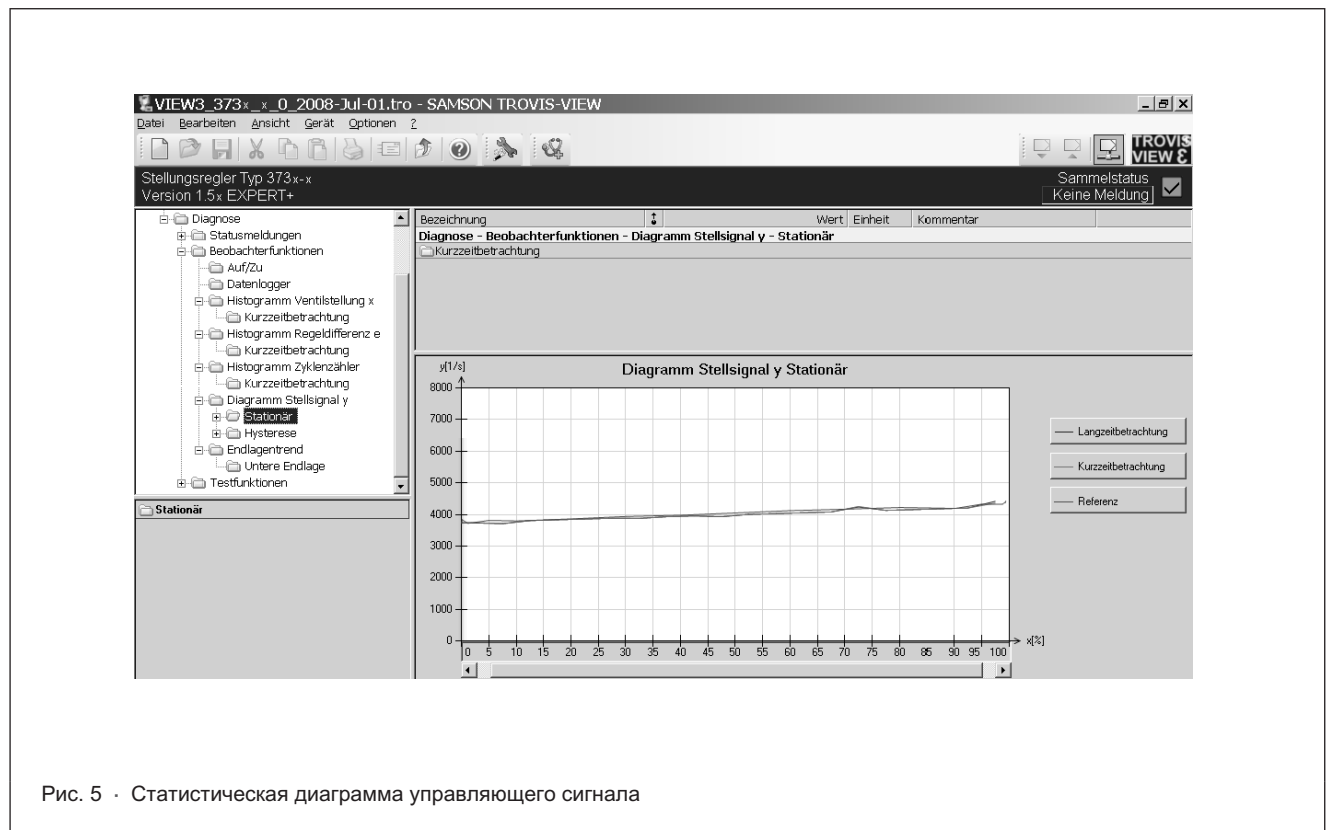 VIEW3_373x_x_0_2008-Jul-01.tro - SAMSON TROVIS-VIEW
Datei Bearbeiten Ansicht Gerät Optionen ?
TROVIS
VIEW 3
Stellungsregler Typ 373x-x
Version 1.5x EXPERT+
Sammelstatus
Keine Meldung
Diagnose
Statusmeldungen
Beobachterfunktionen
Auf/Zu
Datenlogger
Histogramm Ventilstellung x
Kurzzeitbetrachtung
Histogramm Regeldifferenz e
Kurzzeitbetrachtung
Histogramm Zyklenzähler
Kurzzeitbetrachtung
Diagramm Stellsignal y
Stationär
Hysterese
Endlagentrend
Untere Endlage
Testfunktionen
Stationär
Bezeichnung Wert Einheit Kommentar
Diagnose - Beobachterfunktionen - Diagramm Stellsignal y - Stationär
Kurzzeitbetrachtung
y[1/s]
Diagramm Stellsignal y Stationär
8000
7000
6000
5000
4000
3000
2000
1000
0
0 5 10 15 20 25 30 35 40 45 50 55 60 65 70 75 80 85 90 95 100
x[%]
Langzeitbetrachtung
Kurzzeitbetrachtung
Referenz
Рис. 5 · Статистическая диаграмма управляющего сигнала